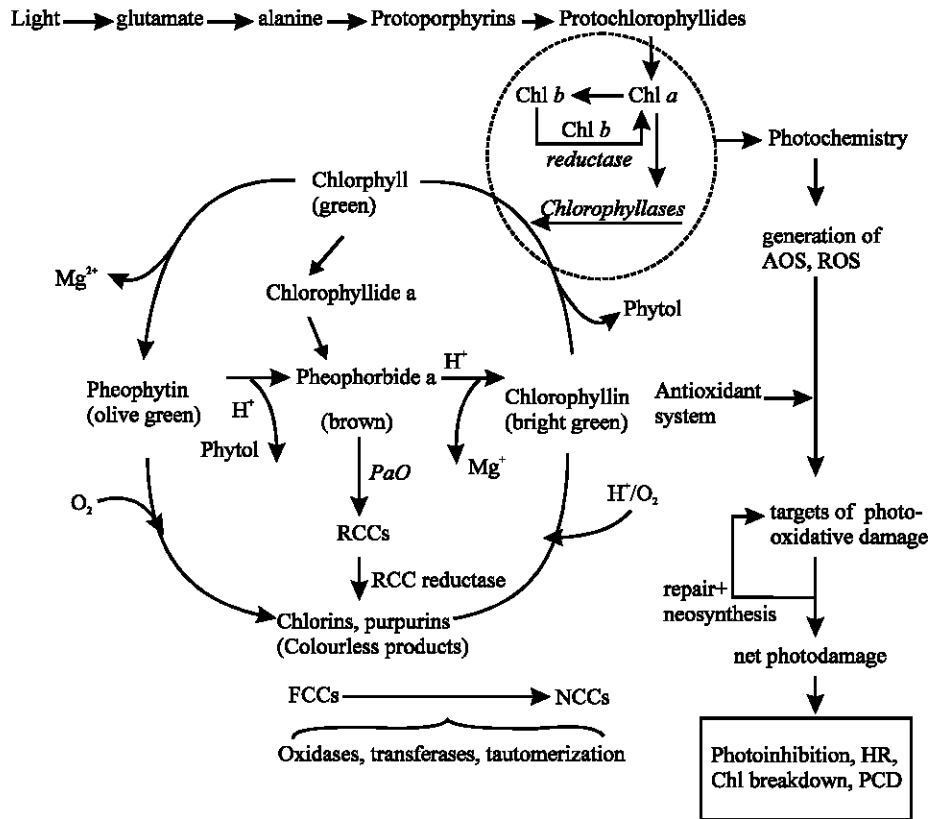 Light glutamate alanine Protoporphyrins Protochlorophyllides
Chl b Chl a
Chl b
reductase
Chlorophyllases
Photochemistry
generation of
AOS, ROS
Antioxidant
system
targets of photo-
oxidative damage
repair+
neosynthesis
net photodamage
Photoinhibition, HR,
Chl breakdown, PCD
Chlorphyll
(green)
Mg²⁺
Chlorophyllide a
Phytol
Pheophytin
(olive green)
H⁺
Phytol
Pheophorbide a
(brown)
H⁺
Mg⁺
Chlorophyllin
(bright green)
O₂
PaO
H⁺/O₂
RCCs
RCC reductase
Chlorins, purpurins
(Colourless products)
FCCs NCCs
Oxidases, transferases, tautomerization